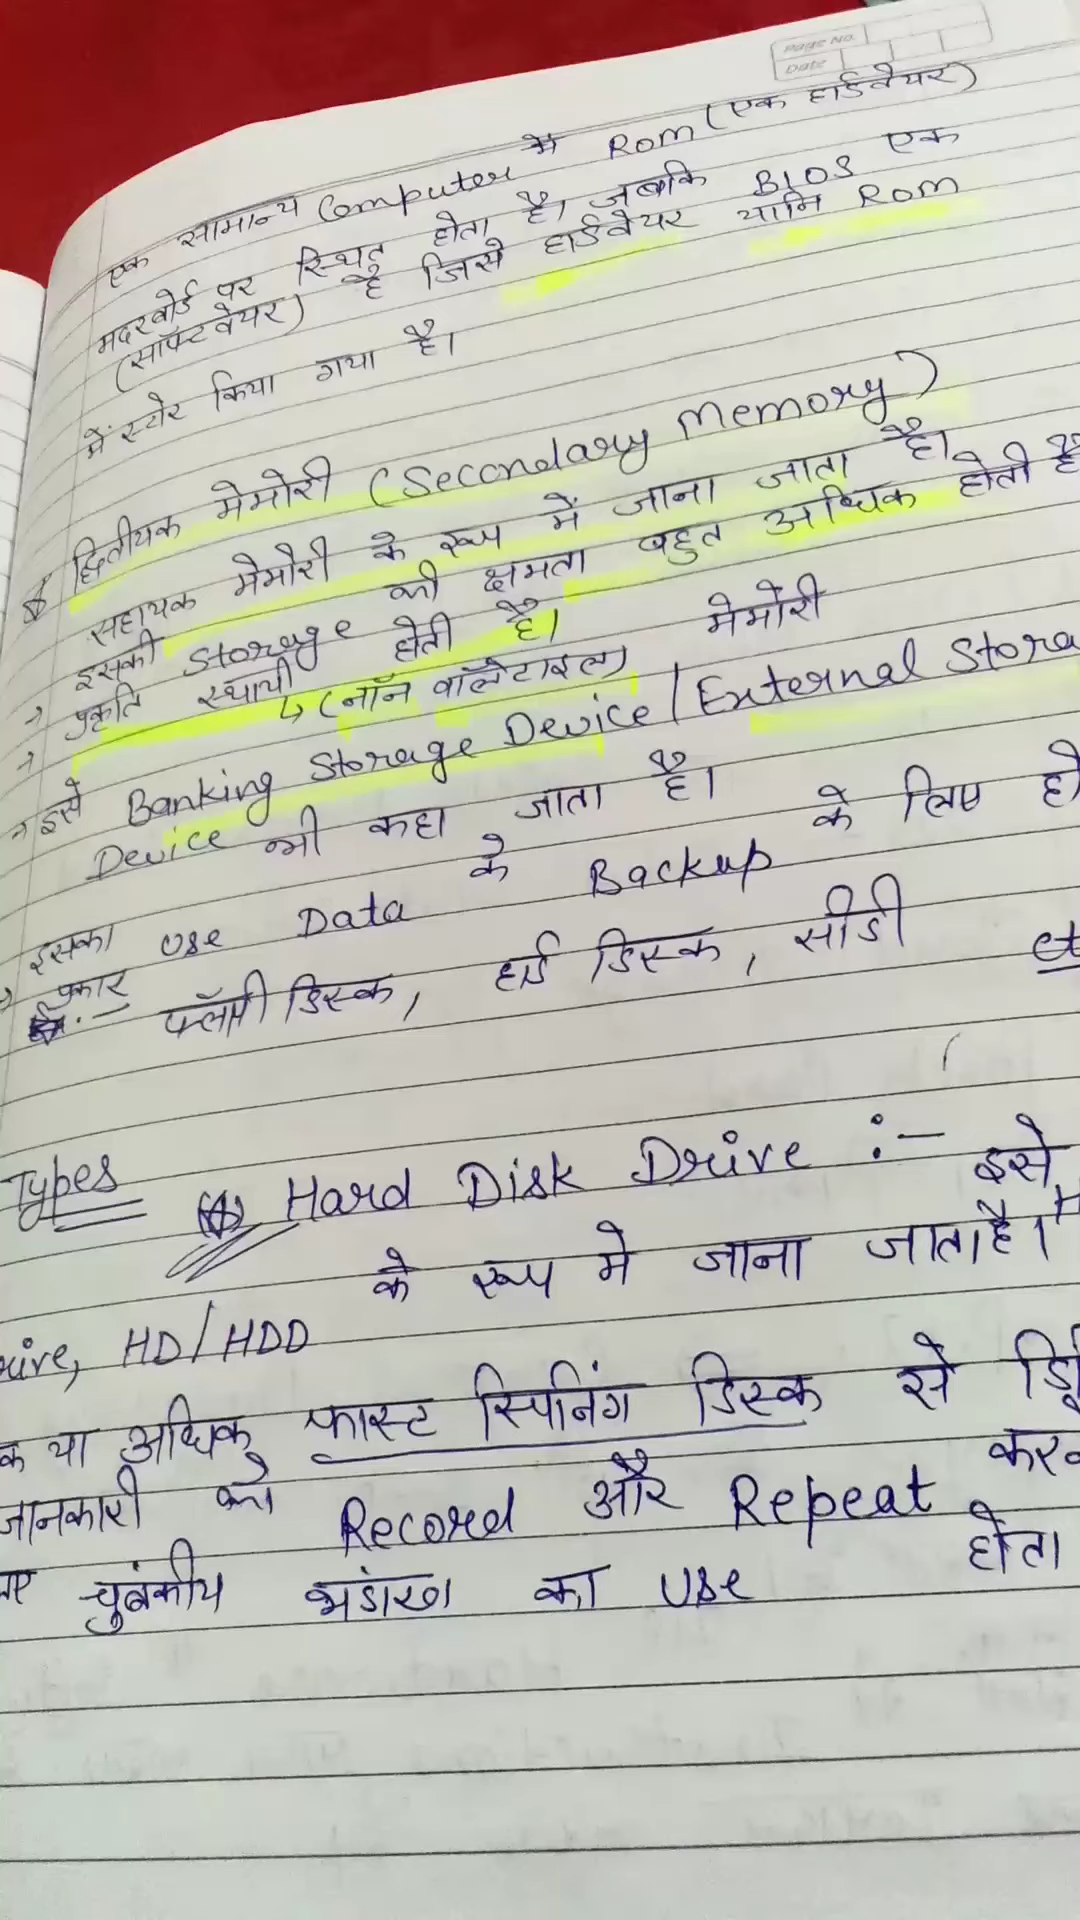 Page No.
Date
एक सामान्य Computer में Rom (एक हार्डवेयर)
मदरबोर्ड पर स्थित होता है, जबकि BIOS एक
(सॉफ्टवेयर) है जिसे हार्डवेयर यानि Rom
में स्टोर किया गया है।
द्वितीयक मेमोरी (Secondary Memory)
सहायक मेमोरी के रूप में जाना जाता है।
इसकी Storage की क्षमता बहुत अधिक होती है
→ प्रकृति स्थायी होती है। मेमोरी
↳ (नॉन वॉलेटाइल)
→ इसे Banking Storage Device / External Stora
Device भी कहा जाता है।
इसका use Data के Backup के लिए हो
→ प्रकार :- फ्लॉपी डिस्क, हार्ड डिस्क, सीडी et
Types (A) Hard Disk Drive :- इसे
के रूप मे जाना जाता है। H
rive, HD/HDD
क या अधिक फास्ट स्पिनिंग डिस्क से
जानकारी को Record और Repeat कर
चुबंकीय भडांरण का use होता